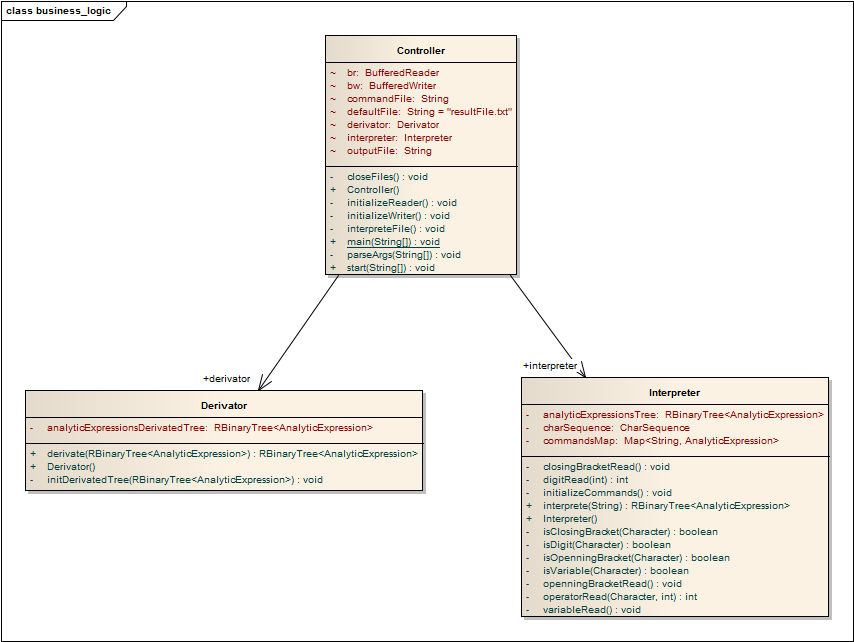 class business_logic
Controller
~ br: BufferedReader
~ bw: BufferedWriter
~ commandFile: String
~ defaultFile: String = "resultFile.txt"
~ derivator: Derivator
~ interpreter: Interpreter
~ outputFile: String
- closeFiles() : void
+ Controller()
- initializeReader() : void
- initializeWriter() : void
- interpreteFile() : void
+ main(String[]) : void
- parseArgs(String[]) : void
+ start(String[]) : void
+derivator
+interpreter
Derivator
- analyticExpressionsDerivatedTree: RBinaryTree<AnalyticExpression>
+ derivate(RBinaryTree<AnalyticExpression>) : RBinaryTree<AnalyticExpression>
+ Derivator()
- initDerivatedTree(RBinaryTree<AnalyticExpression>) : void
Interpreter
- analyticExpressionsTree: RBinaryTree<AnalyticExpression>
- charSequence: CharSequence
- commandsMap: Map<String, AnalyticExpression>
- closingBracketRead() : void
- digitRead(int) : int
- initializeCommands() : void
+ interprete(String) : RBinaryTree<AnalyticExpression>
+ Interpreter()
- isClosingBracket(Character) : boolean
- isDigit(Character) : boolean
- isOpenningBracket(Character) : boolean
- isVariable(Character) : boolean
- openningBracketRead() : void
- operatorRead(Character, int) : int
- variableRead() : void